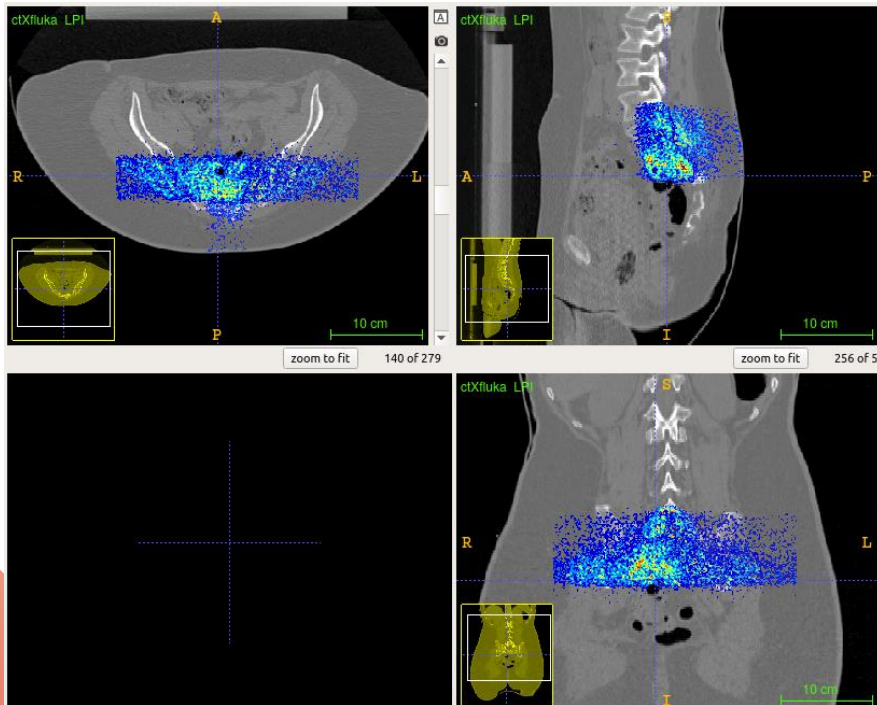 ctXfluka LPI
A
R
L
P
10 cm
zoom to fit
140 of 279
A
ctXfluka LPI
A
P
I
10 cm
zoom to fit
256 of 5
ctXfluka LPI
S
R
L
I
10 cm